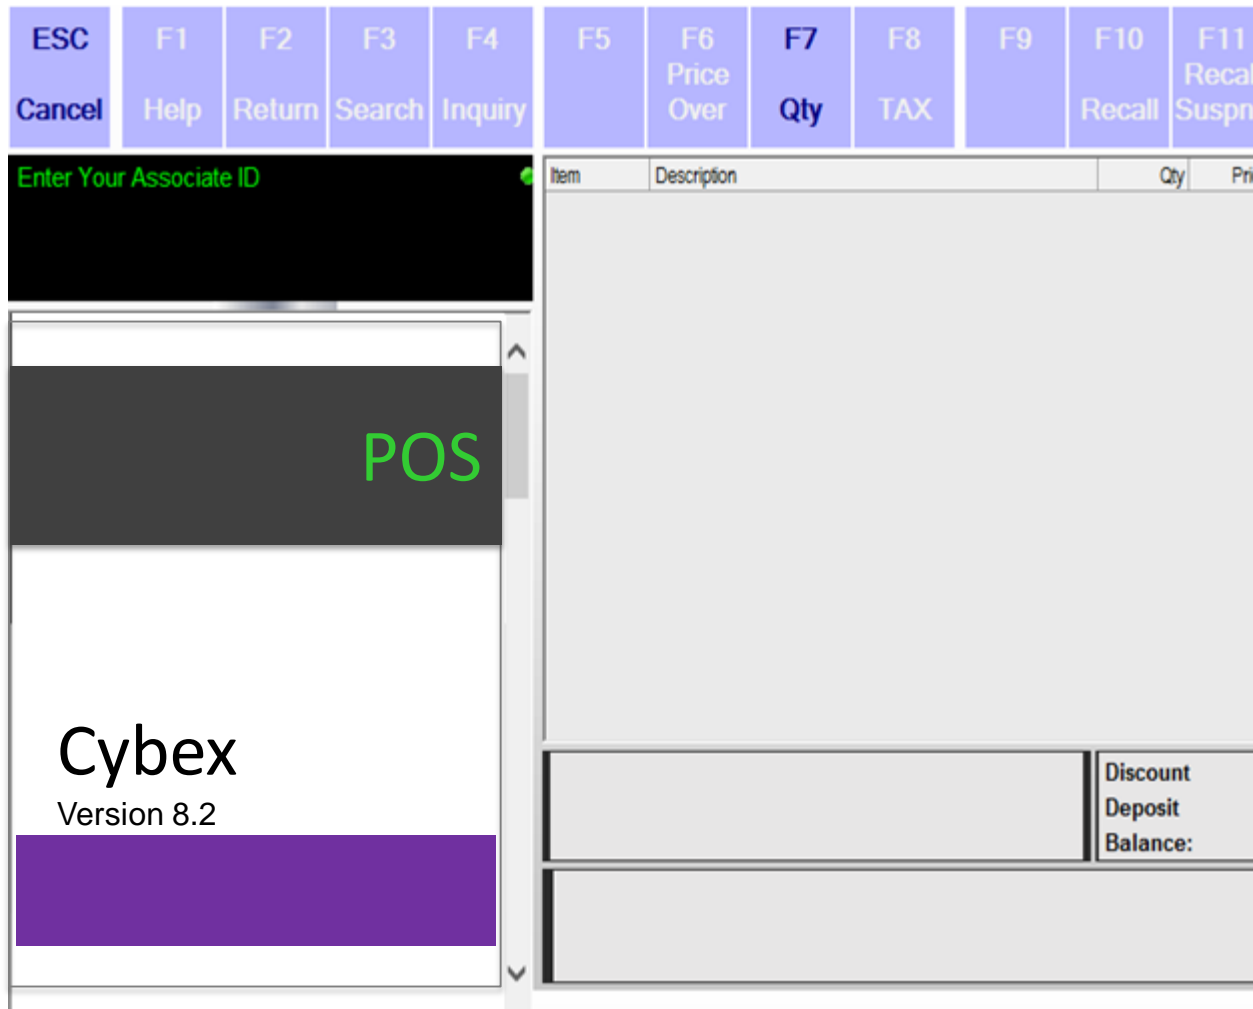 ESC F1 F2 F3 F4 F5 F6 F7 F8 F9 F10 F11
Price
Cancel Help Return Search Inquiry Over Qty TAX Recall
Enter Your Associate ID
Item Description Qty
POS
Cybex
Version 8.2
Discount
Deposit
Balance: